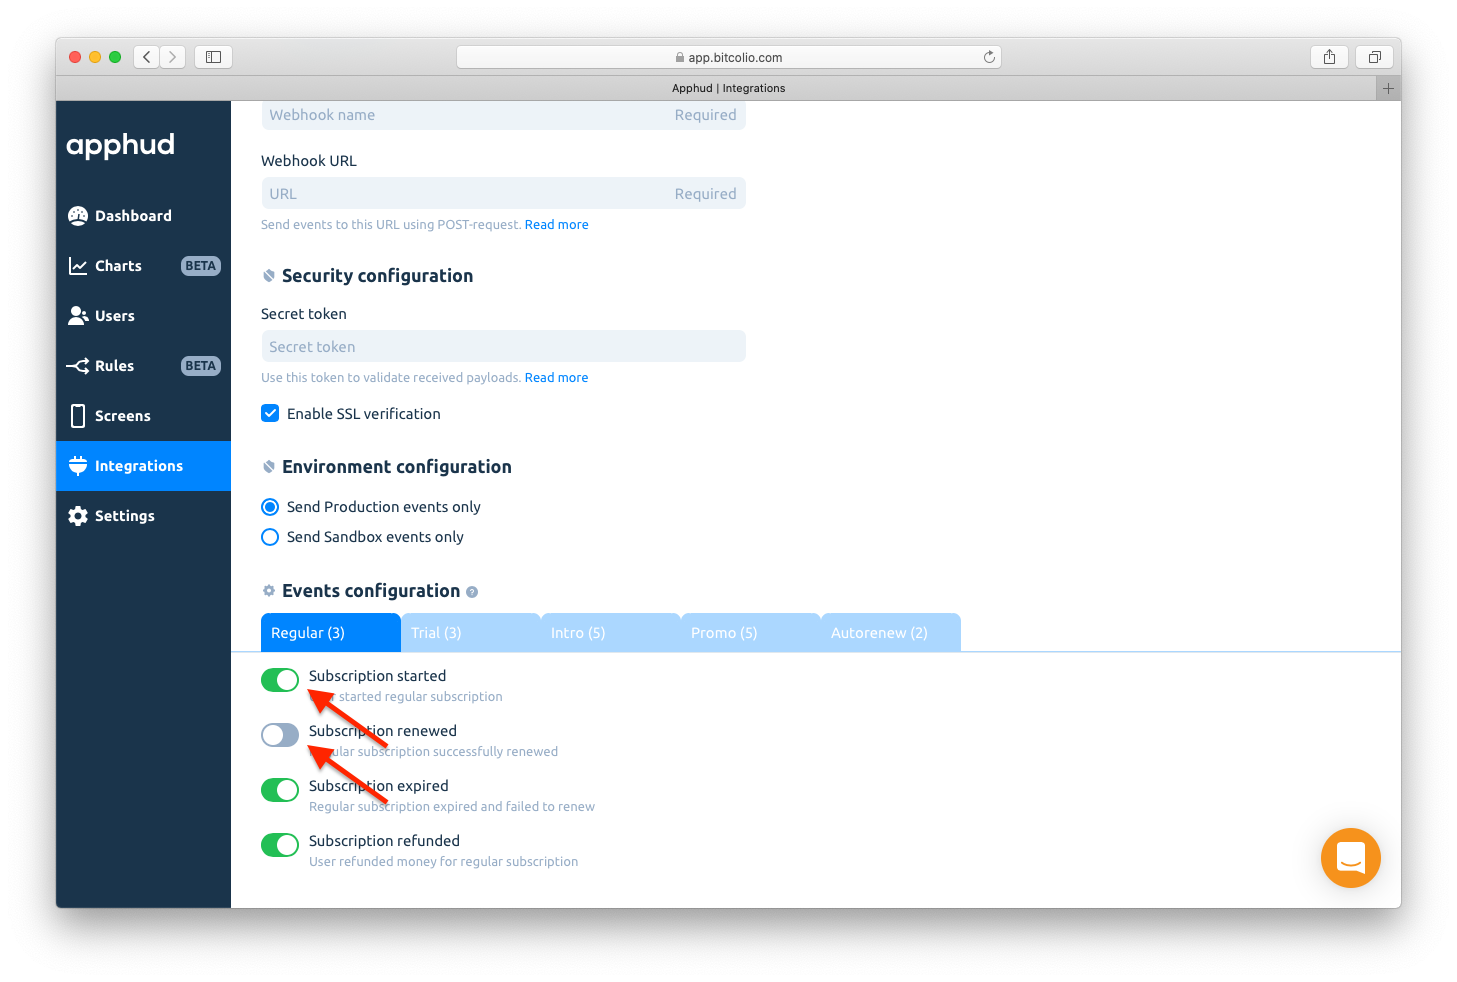 app.bitcolio.com
Apphud | Integrations
apphud
Dashboard
Charts BETA
Users
Rules BETA
Screens
Integrations
Settings
Webhook name Required
Webhook URL
URL Required
Send events to this URL using POST-request. Read more
Security configuration
Secret token
Secret token
Use this token to validate received payloads. Read more
Enable SSL verification
Environment configuration
Send Production events only
Send Sandbox events only
Events configuration ?
Regular (3) Trial (3) Intro (5) Promo (5) Autorenew (2)
Subscription started
started regular subscription
Subscription renewed
subscription successfully renewed
Subscription expired
Regular subscription expired and failed to renew
Subscription refunded
User refunded money for regular subscription